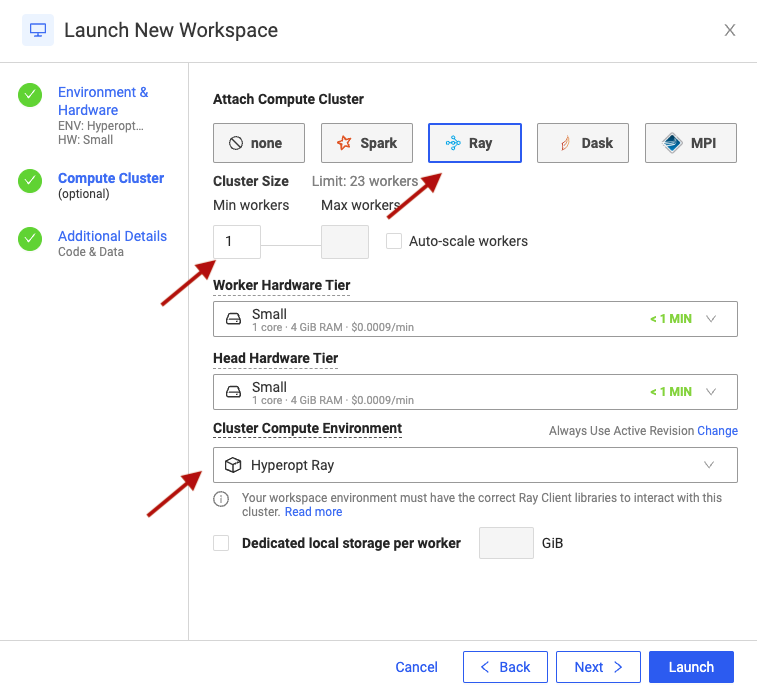 Launch New Workspace
Environment &
Hardware
ENV: Hyperopt...
HW: Small
Compute Cluster
(optional)
Additional Details
Code & Data
Attach Compute Cluster
none
Spark
Ray
Dask
MPI
Cluster Size Limit: 23 workers
Min workers Max workers
1
Auto-scale workers
Worker Hardware Tier
Small
1 core · 4 GiB RAM · $0.0009/min
< 1 MIN
Head Hardware Tier
Small
1 core · 4 GiB RAM · $0.0009/min
< 1 MIN
Cluster Compute Environment
Always Use Active Revision Change
Hyperopt Ray
Your workspace environment must have the correct Ray Client libraries to interact with this
cluster. Read more
Dedicated local storage per worker GiB
Cancel
Back
Next
Launch